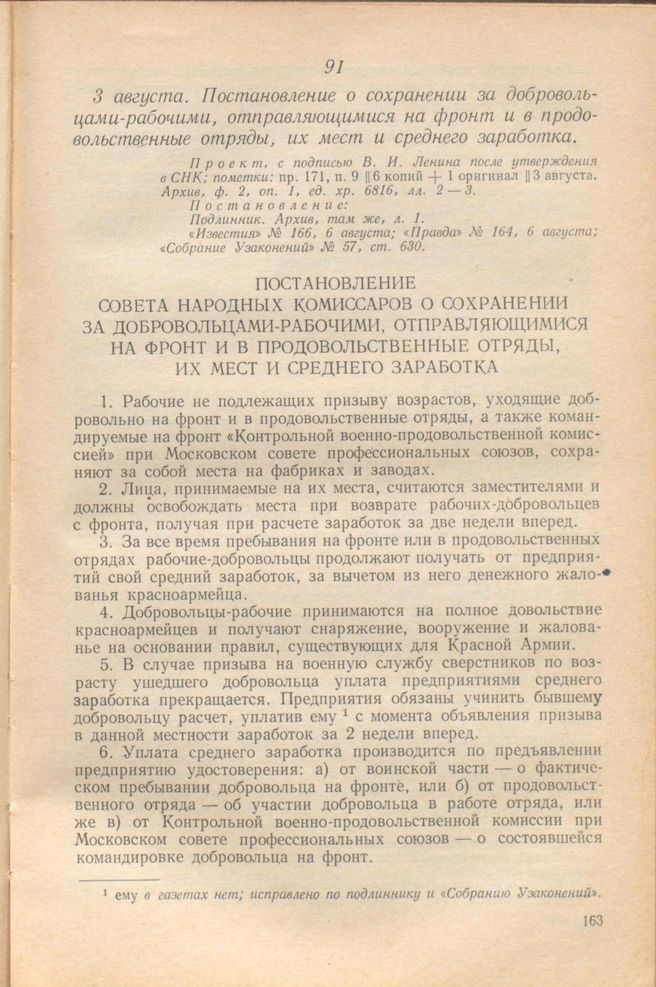 91
3 августа. Постановление о сохранении за доброволь-
цами-рабочими, отправляющимися на фронт и в продо-
вольственные отряды, их мест и среднего заработка.
Проект, с подписью В. И. Ленина после утверждения
в СНК; пометки: пр. 171, п. 9 || 6 копий + 1 оригинал || 3 августа.
Архив, ф. 2, оп. 1, ед. хр. 6816, лл. 2 — 3.
Постановление:
Подлинник. Архив, там же, л. 1.
«Известия» № 166, 6 августа; «Правда» № 164, 6 августа;
«Собрание Узаконений» № 57, ст. 630.
ПОСТАНОВЛЕНИЕ
СОВЕТА НАРОДНЫХ КОМИССАРОВ О СОХРАНЕНИИ
ЗА ДОБРОВОЛЬЦАМИ-РАБОЧИМИ, ОТПРАВЛЯЮЩИМИСЯ
НА ФРОНТ И В ПРОДОВОЛЬСТВЕННЫЕ ОТРЯДЫ,
ИХ МЕСТ И СРЕДНЕГО ЗАРАБОТКА
1. Рабочие не подлежащих призыву возрастов, уходящие доб-
ровольно на фронт и в продовольственные отряды, а также коман-
дируемые на фронт «Контрольной военно-продовольственной комис-
сией» при Московском совете профессиональных союзов, сохра-
няют за собой места на фабриках и заводах.
2. Лица, принимаемые на их места, считаются заместителями и
должны освобождать места при возврате рабочих-добровольцев
с фронта, получая при расчете заработок за две недели вперед.
3. За все время пребывания на фронте или в продовольственных
отрядах рабочие-добровольцы продолжают получать от предприя-
тий свой средний заработок, за вычетом из него денежного жало-
ванья красноармейца.
4. Добровольцы-рабочие принимаются на полное довольствие
красноармейцев и получают снаряжение, вооружение и жалова-
нье на основании правил, существующих для Красной Армии.
5. В случае призыва на военную службу сверстников по воз-
расту ушедшего добровольца уплата предприятиями среднего
заработка прекращается. Предприятия обязаны учинить бывшему
добровольцу расчет, уплатив ему ¹ с момента объявления призыва
в данной местности заработок за 2 недели вперед.
6. Уплата среднего заработка производится по предъявлении
предприятию удостоверения: а) от воинской части — о фактиче-
ском пребывании добровольца на фронте, или б) от продовольст-
венного отряда — об участии добровольца в работе отряда, или
же в) от Контрольной военно-продовольственной комиссии при
Московском совете профессиональных союзов — о состоявшейся
командировке добровольца на фронт.
¹ ему в газетах нет; исправлено по подлиннику и «Собранию Узаконений».
163